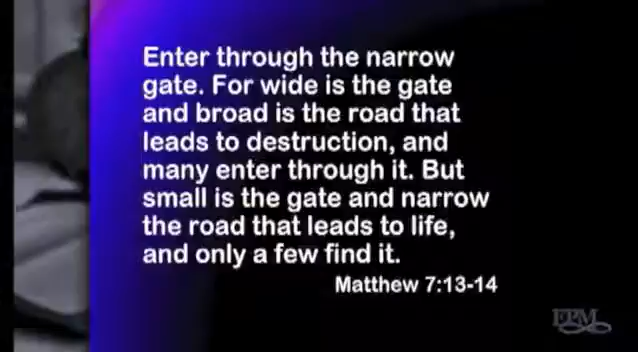 Enter through the narrow
gate. For wide is the gate
and broad is the road that
leads to destruction, and
many enter through it. But
small is the gate and narrow
the road that leads to life,
and only a few find it.
Matthew 7:13-14
EPM